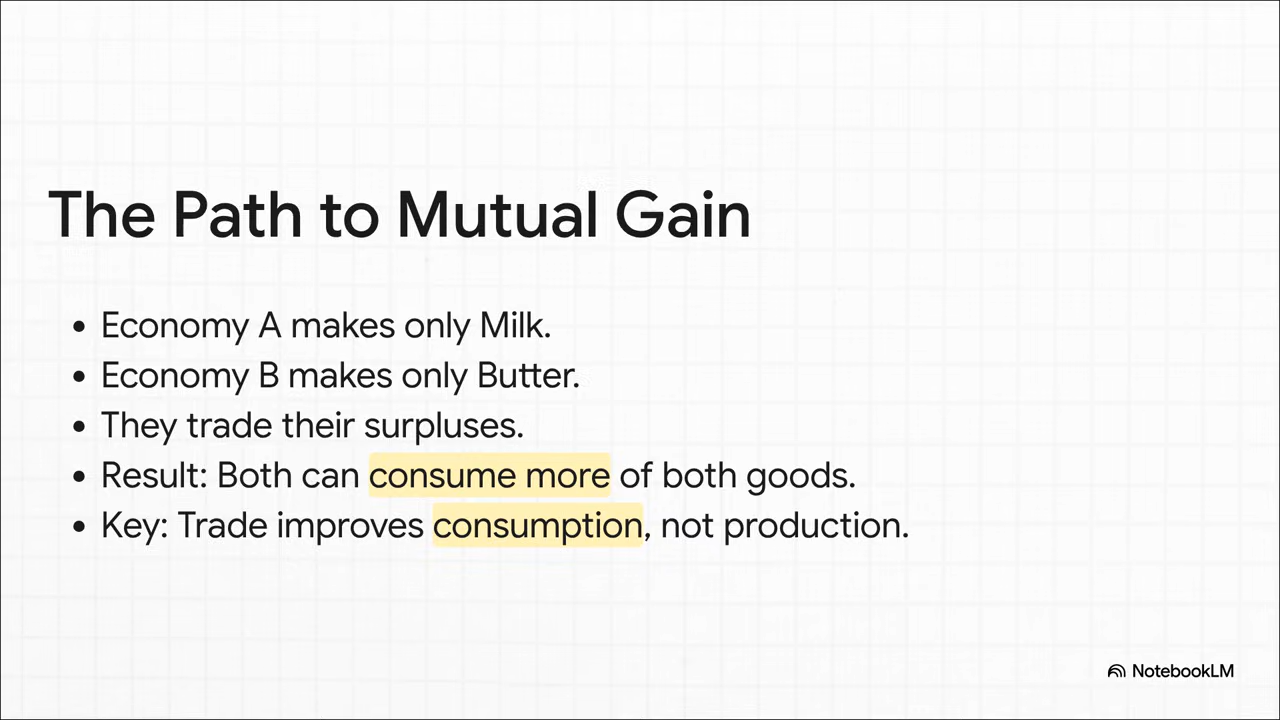 The Path to Mutual Gain
• Economy A makes only Milk.
• Economy B makes only Butter.
• They trade their surpluses.
• Result: Both can consume more of both goods.
• Key: Trade improves consumption, not production.
NotebookLM